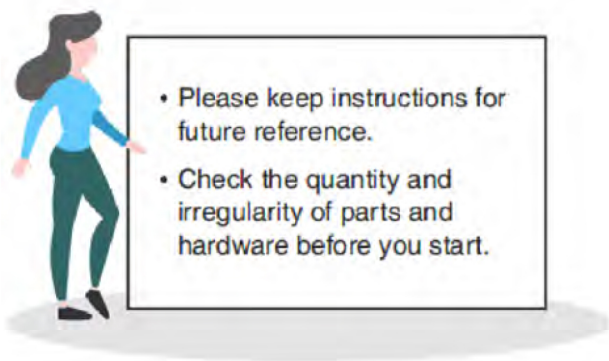 • Please keep instructions for
future reference.
• Check the quantity and
irregularity of parts and
hardware before you start.